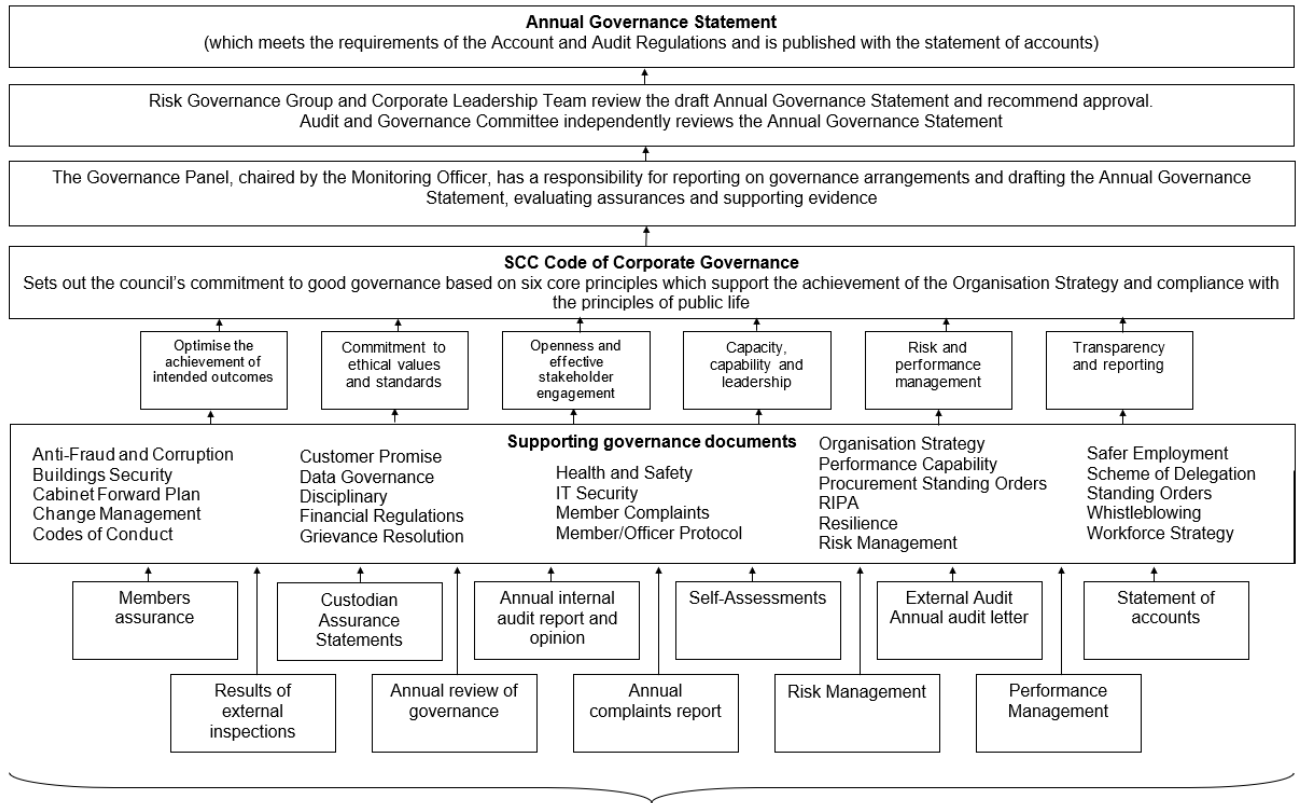 Annual Governance Statement
(which meets the requirements of the Account and Audit Regulations and is published with the statement of accounts)
Risk Governance Group and Corporate Leadership Team review the draft Annual Governance Statement and recommend approval.
Audit and Governance Committee independently reviews the Annual Governance Statement
The Governance Panel, chaired by the Monitoring Officer, has a responsibility for reporting on governance arrangements and drafting the Annual Governance
Statement, evaluating assurances and supporting evidence
SCC Code of Corporate Governance
Sets out the council's commitment to good governance based on six core principles which support the achievement of the Organisation Strategy and compliance with
the principles of public life
Optimise the
achievement of
intended outcomes
Commitment to
ethical values
and standards
Openness and
effective
stakeholder
engagement
Capacity,
capability and
leadership
Risk and
performance
management
Transparency
and reporting
Supporting governance documents
Anti-Fraud and Corruption
Buildings Security
Cabinet Forward Plan
Change Management
Codes of Conduct
Customer Promise
Data Governance
Disciplinary
Financial Regulations
Grievance Resolution
Health and Safety
IT Security
Member Complaints
Member/Officer Protocol
Organisation Strategy
Performance Capability
Procurement Standing Orders
RIPA
Resilience
Risk Management
Safer Employment
Scheme of Delegation
Standing Orders
Whistleblowing
Workforce Strategy
Members
assurance
Custodian
Assurance
Statements
Annual internal
audit report and
opinion
Self-Assessments
External Audit
Annual audit letter
Statement of
accounts
Results of
external
inspections
Annual review of
governance
Annual
complaints report
Risk Management
Performance
Management